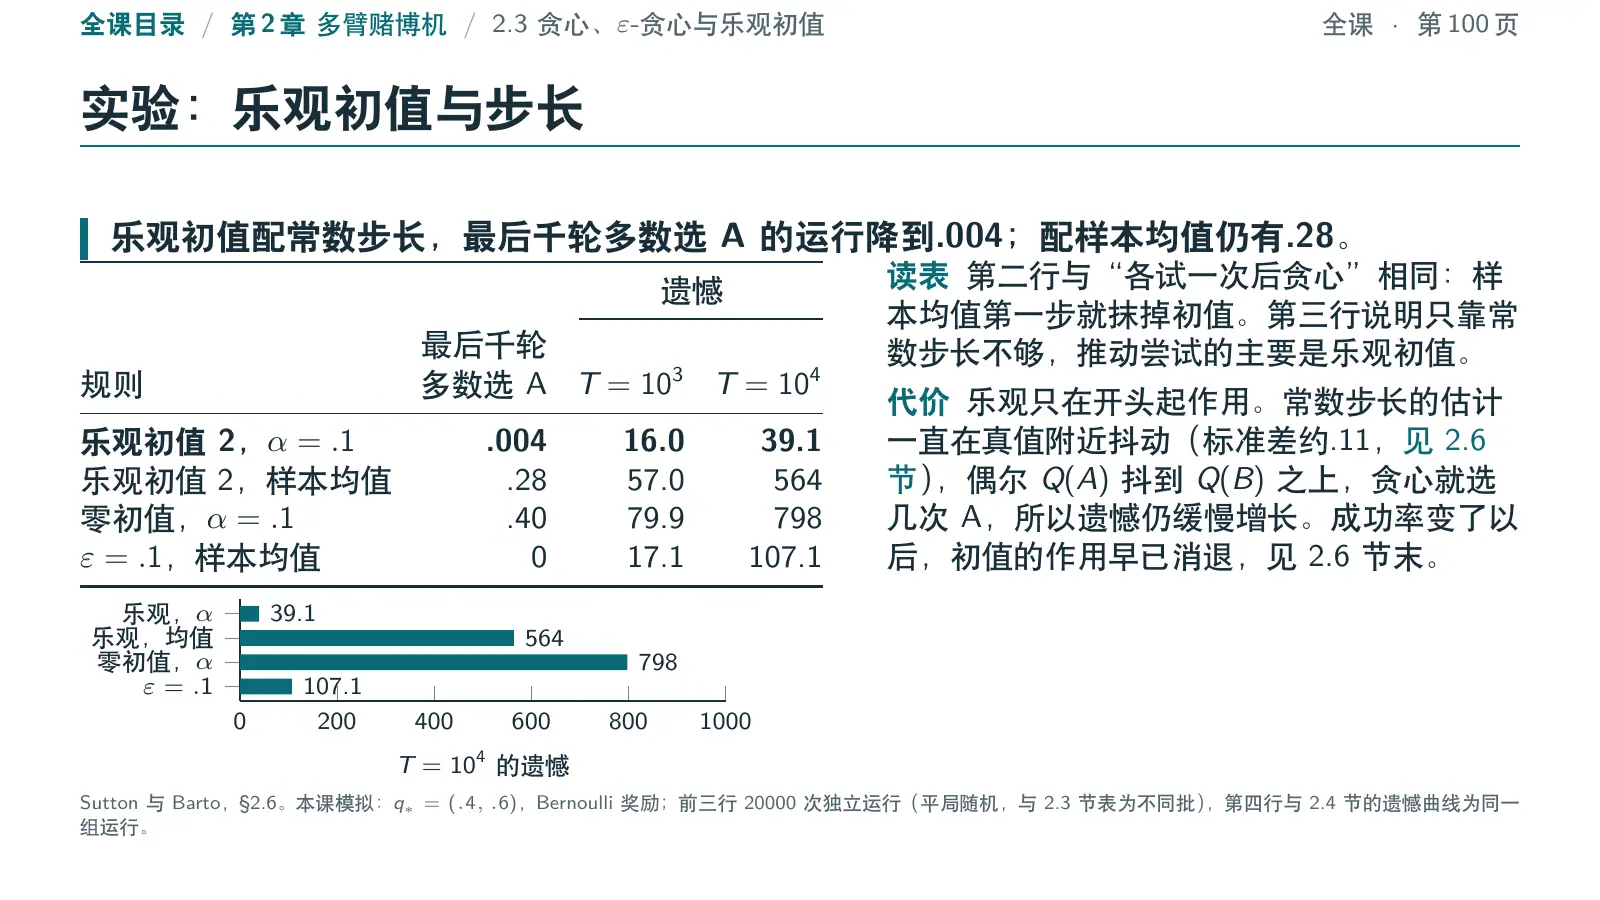 全课目录 / 第 2 章 多臂赌博机 / 2.3 贪心、ε-贪心与乐观初值
全课 · 第 100 页
实验：乐观初值与步长
乐观初值配常数步长，最后千轮多数选 A 的运行降到.004；配样本均值仍有.28。
遗憾
最后千轮
规则 多数选 A T = 10³ T = 10⁴
乐观初值 2，α = .1 .004 16.0 39.1
乐观初值 2，样本均值 .28 57.0 564
零初值，α = .1 .40 79.9 798
ε = .1，样本均值 0 17.1 107.1
乐观，α 39.1
乐观，均值 564
零初值，α 798
ε = .1 107.1
0 200 400 600 800 1000
T = 10⁴ 的遗憾
读表 第二行与“各试一次后贪心”相同：样
本均值第一步就抹掉初值。第三行说明只靠常
数步长不够，推动尝试的主要是乐观初值。
代价 乐观只在开头起作用。常数步长的估计
一直在真值附近抖动（标准差约.11，见 2.6
节），偶尔 Q(A) 抖到 Q(B) 之上，贪心就选
几次 A，所以遗憾仍缓慢增长。成功率变了以
后，初值的作用早已消退，见 2.6 节末。
Sutton 与 Barto，§2.6。本课模拟：q∗ = (.4, .6)，Bernoulli 奖励；前三行 20000 次独立运行（平局随机，与 2.3 节表为不同批），第四行与 2.4 节的遗憾曲线为同一
组运行。